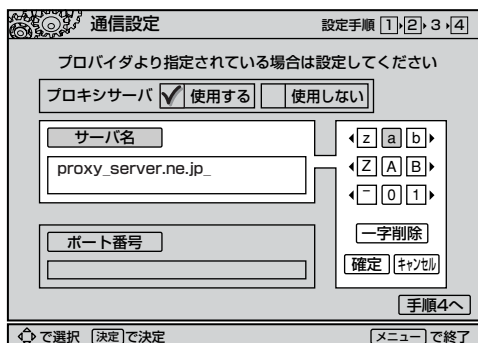 通信設定
設定手順 1 2 3 4
プロバイダより指定されている場合は設定してください
プロキシサーバ 使用する 使用しない
サーバ名
proxy_server.ne.jp_
z a b
Z A B
‾ 0 1
ポート番号
一字削除
確定 キャンセル
手順4へ
で選択 決定 で決定 メニュー で終了